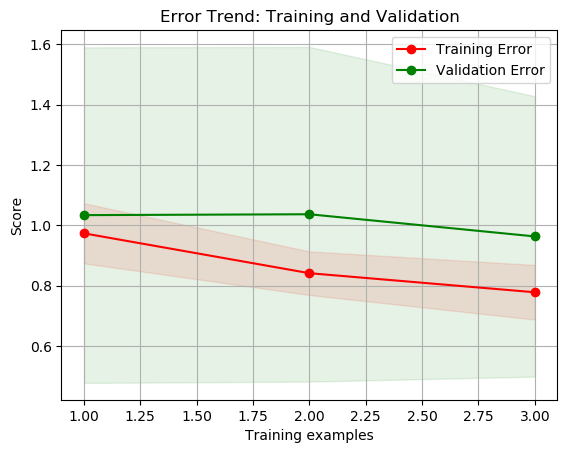 Error Trend: Training and Validation
Training Error
Validation Error
Score
1.6
1.4
1.2
1.0
0.8
0.6
1.00 1.25 1.50 1.75 2.00 2.25 2.50 2.75 3.00
Training examples